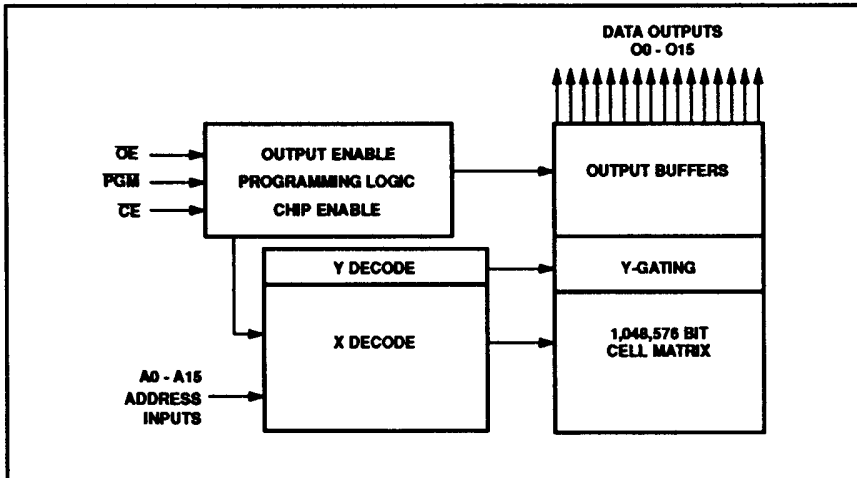 DATA OUTPUTS
O0 - O15
OE
PGM
CE
OUTPUT ENABLE
PROGRAMMING LOGIC
CHIP ENABLE
OUTPUT BUFFERS
Y DECODE
Y-GATING
X DECODE
1,048,576 BIT
CELL MATRIX
A0 - A15
ADDRESS
INPUTS